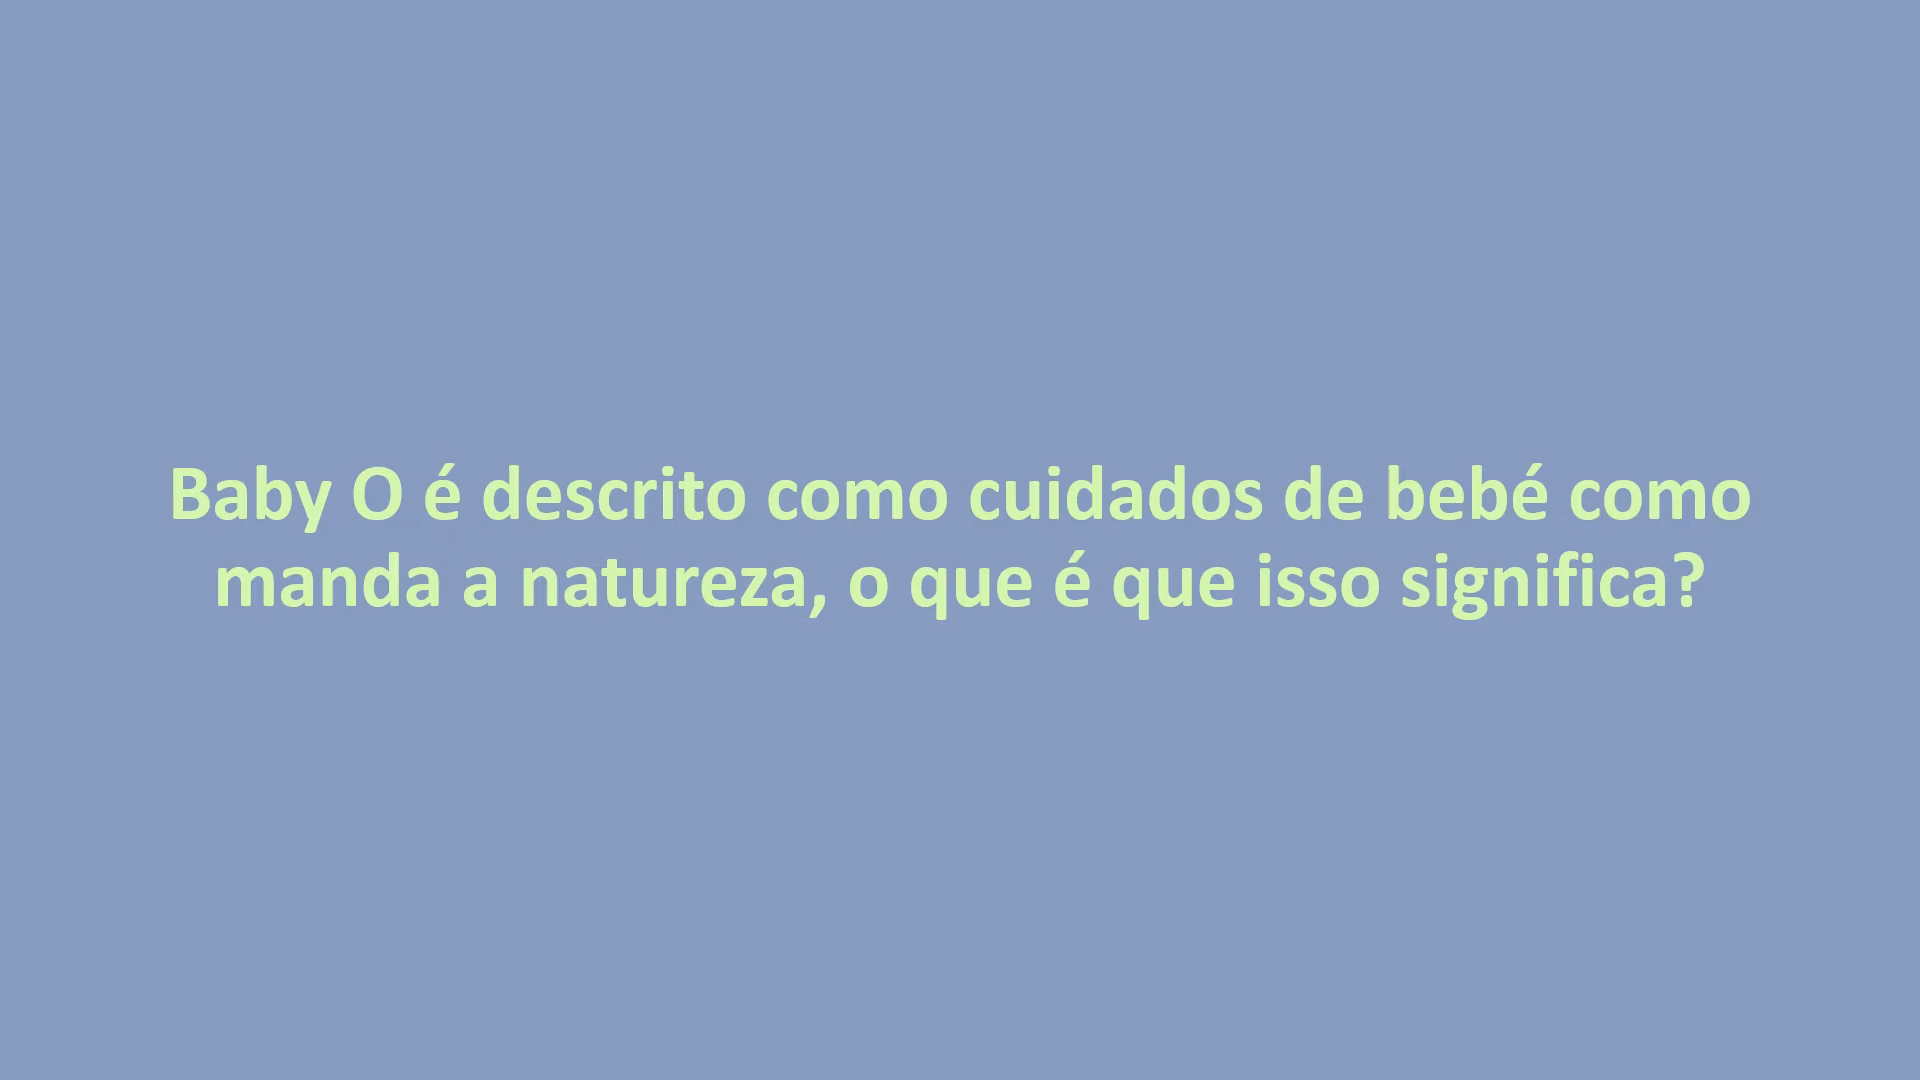 Baby O é descrito como cuidados de bebé como
manda a natureza, o que é que isso significa?